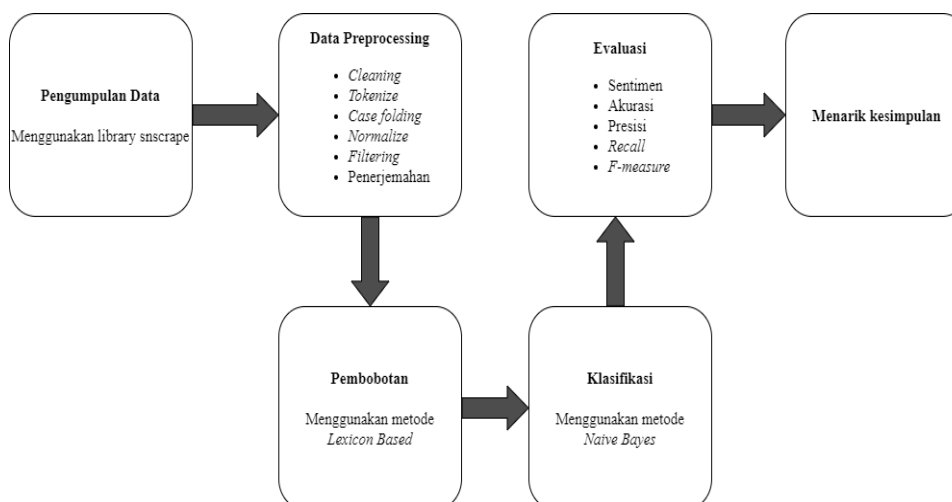 Pengumpulan Data
Menggunakan library snscrape
Data Preprocessing
• Cleaning
• Tokenize
• Case folding
• Normalize
• Filtering
• Penerjemahan
Pembobotan
Menggunakan metode
Lexicon Based
Klasifikasi
Menggunakan metode
Naive Bayes
Evaluasi
• Sentimen
• Akurasi
• Presisi
• Recall
• F-measure
Menarik kesimpulan